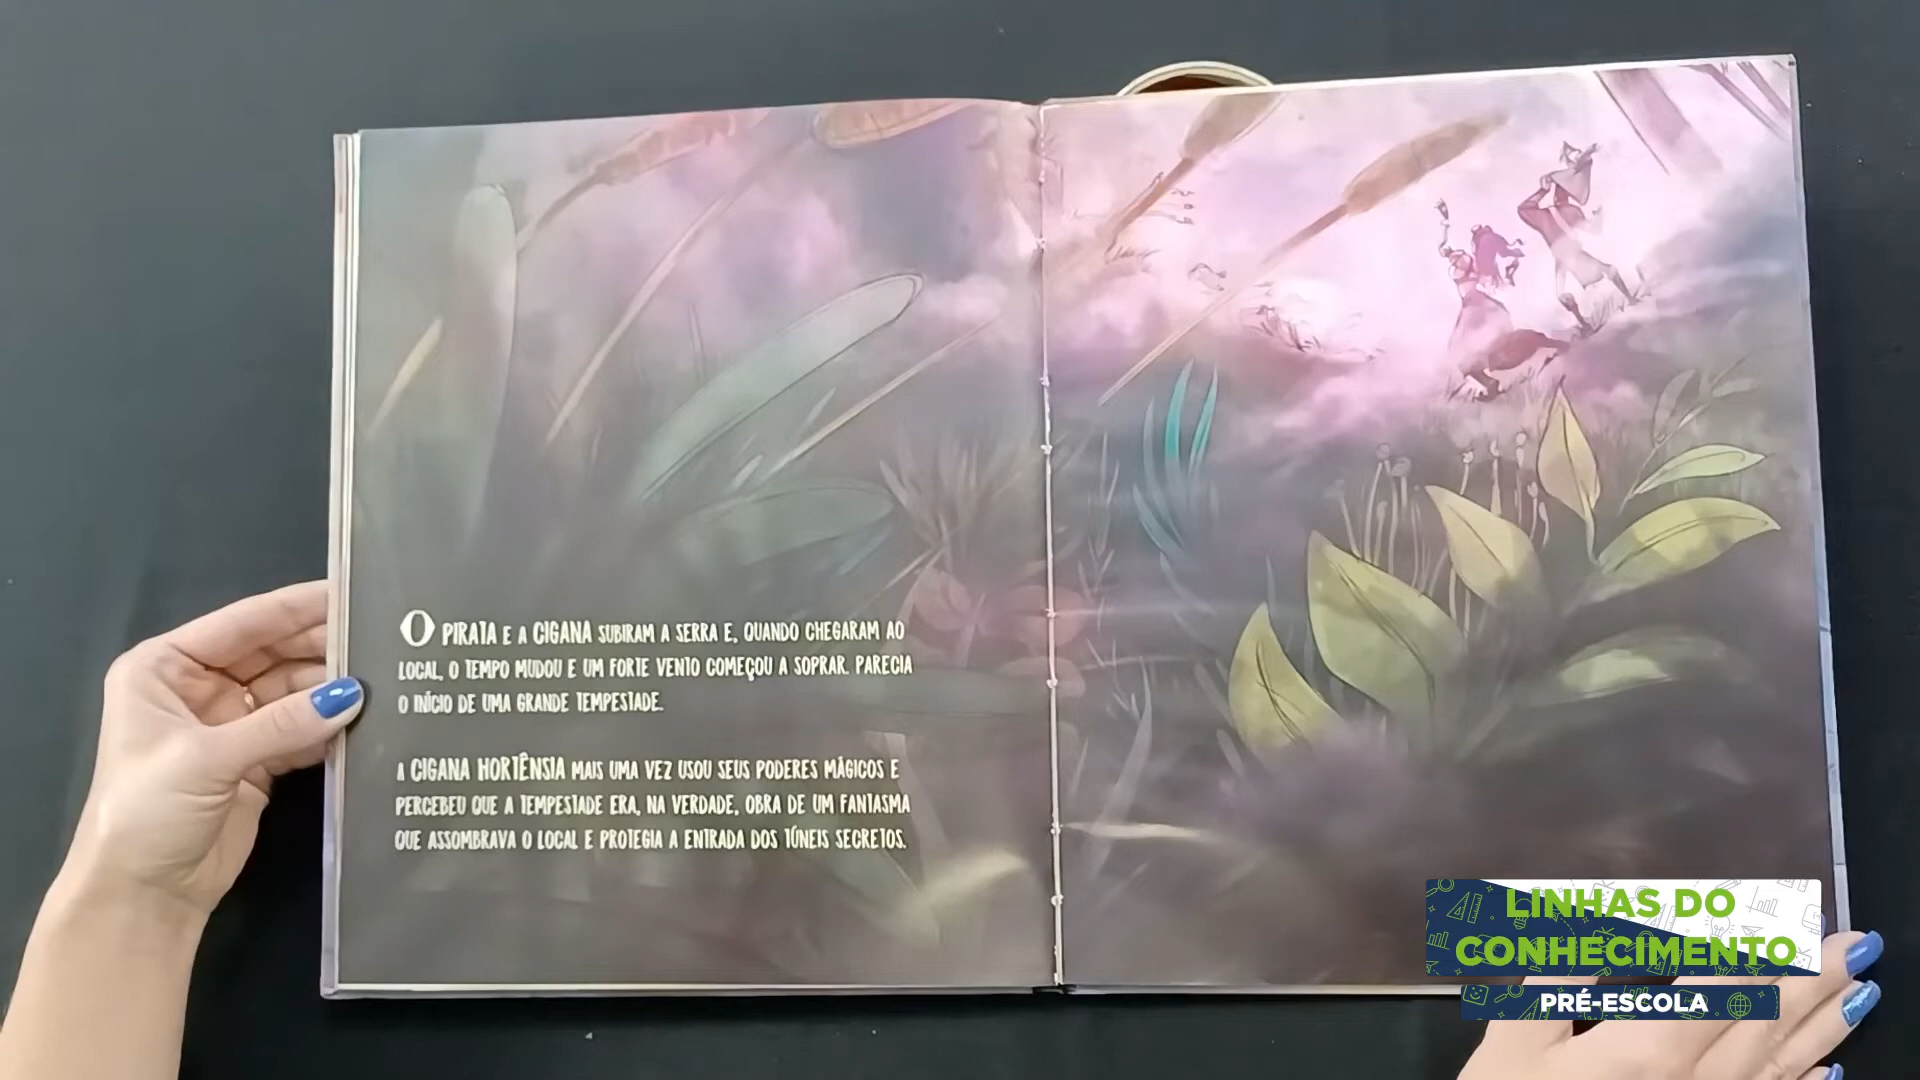 O PIRATA E A CIGANA SUBIRAM A SERRA E, QUANDO CHEGARAM AO
LOCAL, O TEMPO MUDOU E UM FORTE VENTO COMEÇOU A SOPRAR. PARECIA
O INÍCIO DE UMA GRANDE TEMPESTADE.
A CIGANA HORTÊNSIA MAIS UMA VEZ USOU SEUS PODERES MÁGICOS E
PERCEBEU QUE A TEMPESTADE ERA, NA VERDADE, OBRA DE UM FANTASMA
QUE ASSOMBRAVA O LOCAL E PROTEGIA A ENTRADA DOS TÚNEIS SECRETOS.
LINHAS DO
CONHECIMENTO
PRÉ-ESCOLA